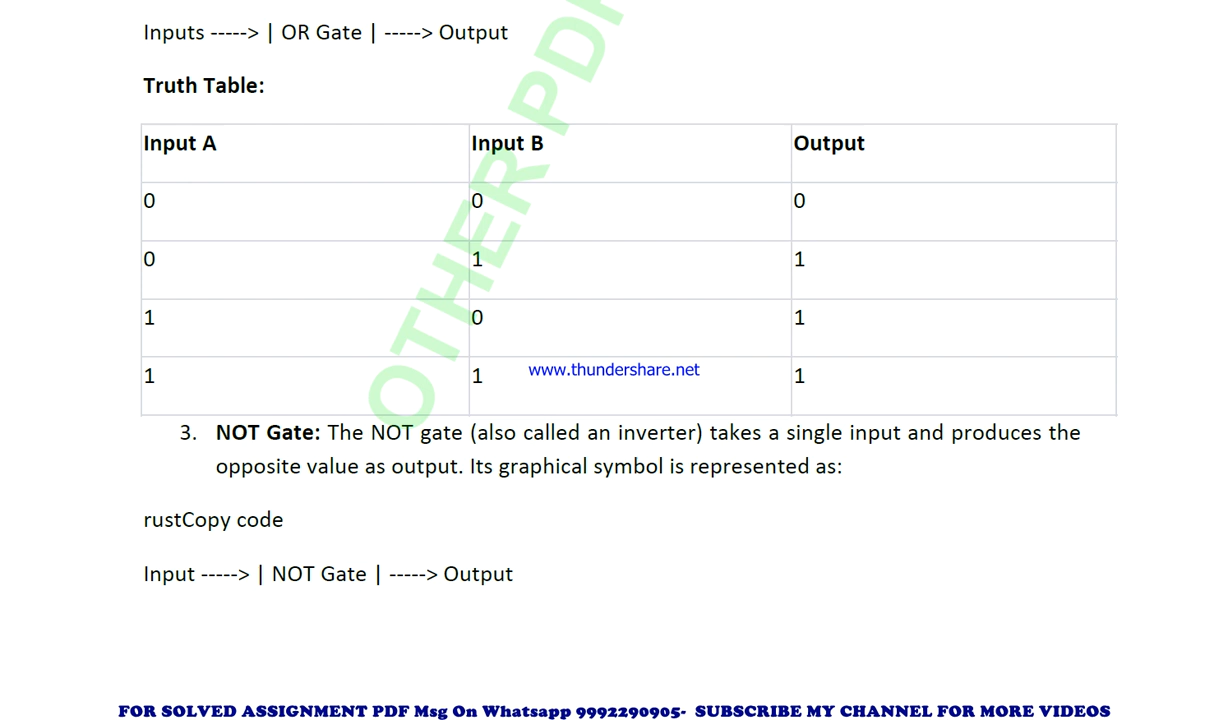 Inputs -----> | OR Gate | -----> Output
Truth Table:
Input A Input B Output
0 0 0
0 1 1
1 0 1
1 1 1
www.thundershare.net
OTHER PDF
3. NOT Gate: The NOT gate (also called an inverter) takes a single input and produces the
opposite value as output. Its graphical symbol is represented as:
rustCopy code
Input -----> | NOT Gate | -----> Output
FOR SOLVED ASSIGNMENT PDF Msg On Whatsapp 9992290905- SUBSCRIBE MY CHANNEL FOR MORE VIDEOS